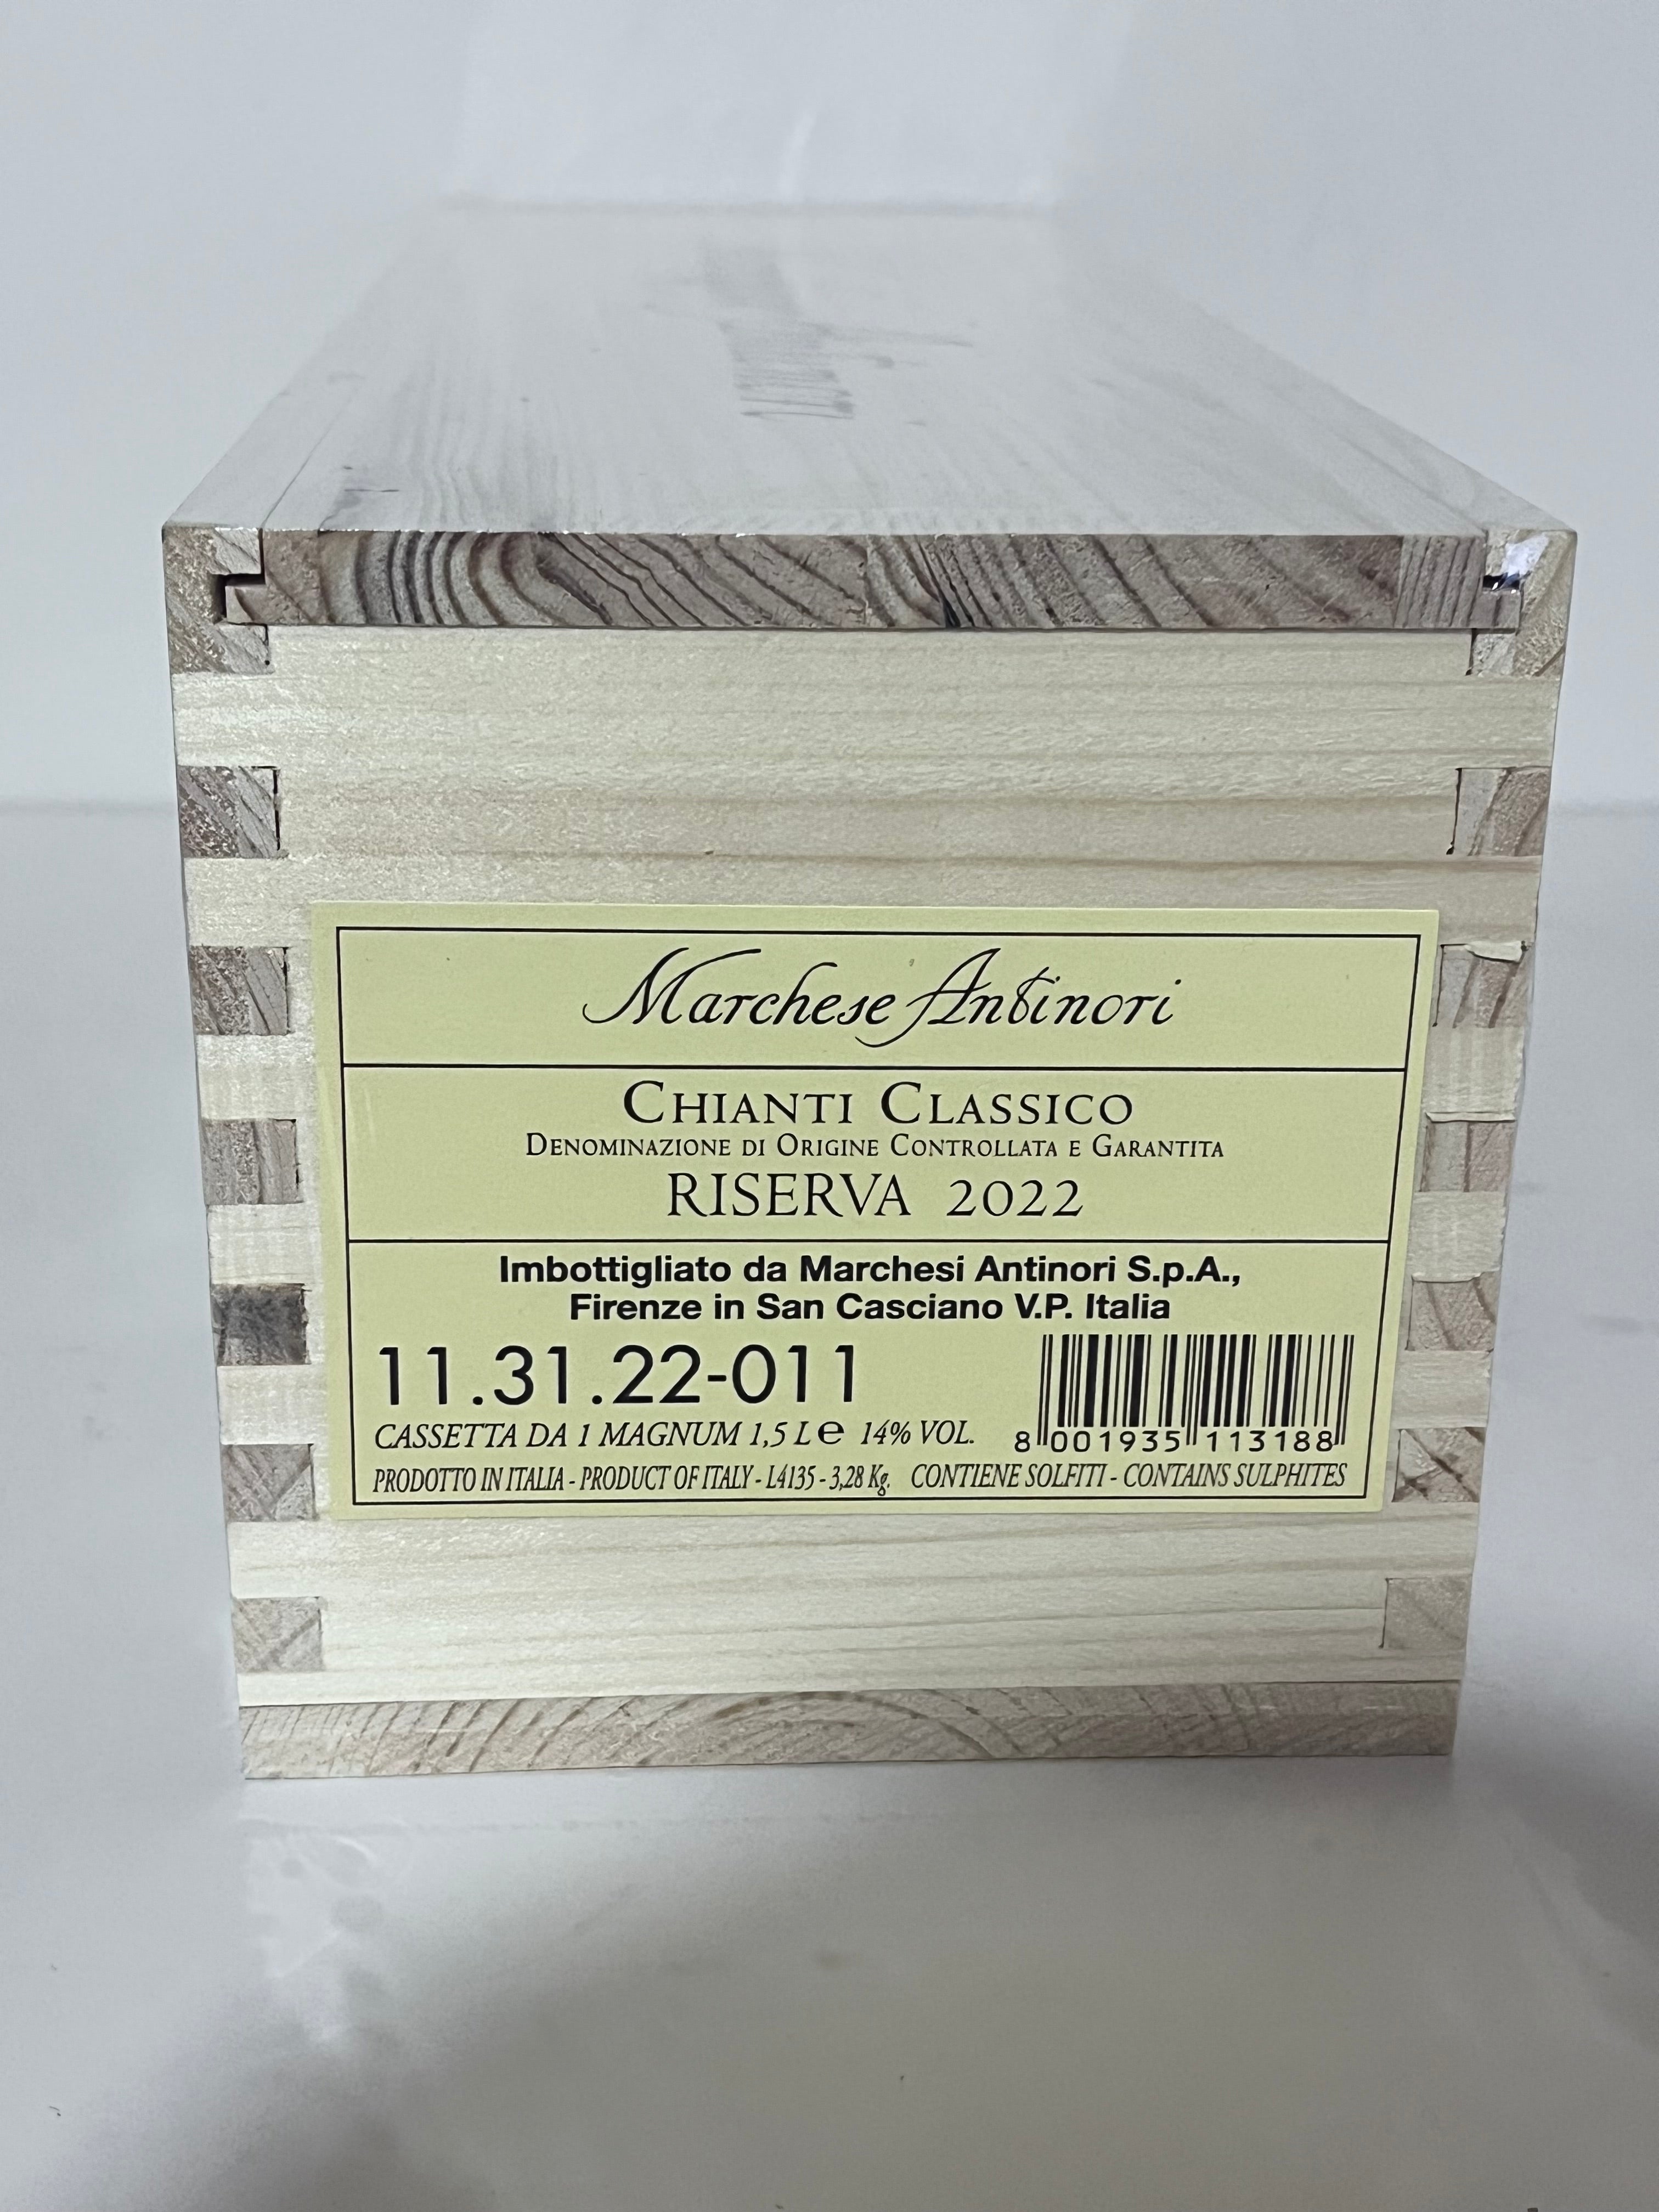 Marchese Antinori
CHIANTI CLASSICO
DENOMINAZIONE DI ORIGINE CONTROLLATA E GARANTITA
RISERVA 2022
Imbottigliato da Marchesi Antinori S.p.A.,
Firenze in San Casciano V.P. Italia
11.31.22-011
CASSETTA DA 1 MAGNUM 1,5 L e 14% VOL.
8 001935 113188
PRODOTTO IN ITALIA - PRODUCT OF ITALY - L4135 - 3,28 Kg. CONTIENE SOLFITI - CONTAINS SULPHITES